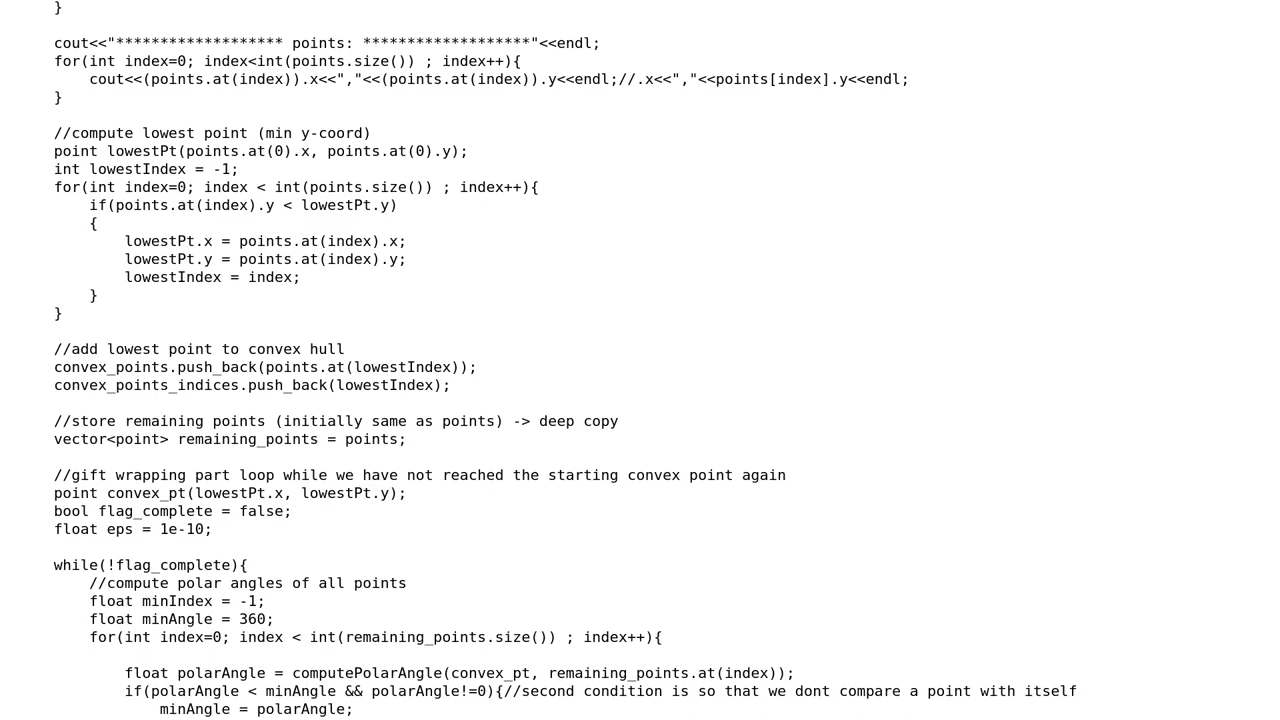 }
cout<<"******************* points: *******************"<<endl;
for(int index=0; index<int(points.size()) ; index++){
cout<<(points.at(index)).x<<","<<(points.at(index)).y<<endl;//.x<<","<<points[index].y<<endl;
}
//compute lowest point (min y-coord)
point lowestPt(points.at(0).x, points.at(0).y);
int lowestIndex = -1;
for(int index=0; index < int(points.size()) ; index++){
if(points.at(index).y < lowestPt.y)
{
lowestPt.x = points.at(index).x;
lowestPt.y = points.at(index).y;
lowestIndex = index;
}
}
//add lowest point to convex hull
convex_points.push_back(points.at(lowestIndex));
convex_points_indices.push_back(lowestIndex);
//store remaining points (initially same as points) -> deep copy
vector<point> remaining_points = points;
//gift wrapping part loop while we have not reached the starting convex point again
point convex_pt(lowestPt.x, lowestPt.y);
bool flag_complete = false;
float eps = 1e-10;
while(!flag_complete){
//compute polar angles of all points
float minIndex = -1;
float minAngle = 360;
for(int index=0; index < int(remaining_points.size()) ; index++){
float polarAngle = computePolarAngle(convex_pt, remaining_points.at(index));
if(polarAngle < minAngle && polarAngle!=0){//second condition is so that we dont compare a point with itself
minAngle = polarAngle;